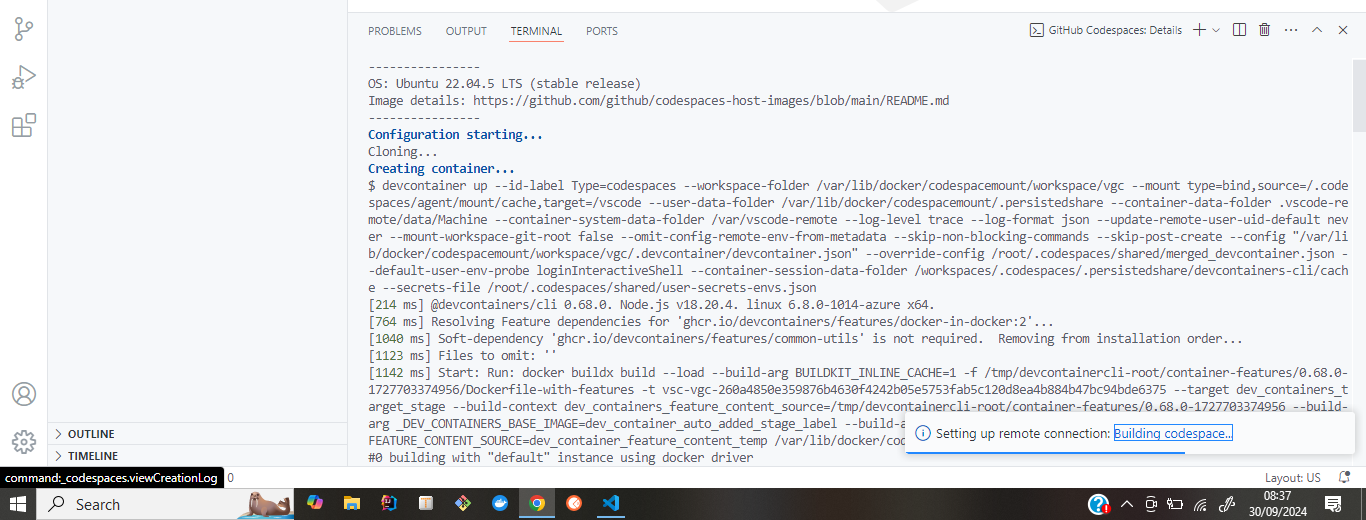 PROBLEMS OUTPUT TERMINAL PORTS GitHub Codespaces: Details
----------------
OS: Ubuntu 22.04.5 LTS (stable release)
Image details: https://github.com/github/codespaces-host-images/blob/main/README.md
----------------
Configuration starting...
Cloning...
Creating container...
$ devcontainer up --id-label Type=codespaces --workspace-folder /var/lib/docker/codespacemount/workspace/vgc --mount type=bind,source=/.code
spaces/agent/mount/cache,target=/vscode --user-data-folder /var/lib/docker/codespacemount/.persistedshare --container-data-folder .vscode-re
mote/data/Machine --container-system-data-folder /var/vscode-remote --log-level trace --log-format json --update-remote-user-uid-default nev
er --mount-workspace-git-root false --omit-config-remote-env-from-metadata --skip-non-blocking-commands --skip-post-create --config "/var/li
b/docker/codespacemount/workspace/vgc/.devcontainer/devcontainer.json" --override-config /root/.codespaces/shared/merged_devcontainer.json -
-default-user-env-probe loginInteractiveShell --container-session-data-folder /workspaces/.codespaces/.persistedshare/devcontainers-cli/cach
e --secrets-file /root/.codespaces/shared/user-secrets-envs.json
[214 ms] @devcontainers/cli 0.68.0. Node.js v18.20.4. linux 6.8.0-1014-azure x64.
[764 ms] Resolving Feature dependencies for 'ghcr.io/devcontainers/features/docker-in-docker:2'...
[1040 ms] Soft-dependency 'ghcr.io/devcontainers/features/common-utils' is not required.  Removing from installation order...
[1123 ms] Files to omit: ''
[1142 ms] Start: Run: docker buildx build --load --build-arg BUILDKIT_INLINE_CACHE=1 -f /tmp/devcontainercli-root/container-features/0.68.0-
1727703374956/Dockerfile-with-features -t vsc-vgc-260a4850e359876b4630f4242b05e5753fab5c120d8ea4b884b47bc94bde6375 --target dev_containers_t
arget_stage --build-context dev_containers_feature_content_source=/tmp/devcontainercli-root/container-features/0.68.0-1727703374956 --build-
arg _DEV_CONTAINERS_BASE_IMAGE=dev_container_auto_added_stage_label --build-a
FEATURE_CONTENT_SOURCE=dev_container_feature_content_temp /var/lib/docker/cod
#0 building with "default" instance using docker driver
Setting up remote connection: Building codespace...
OUTLINE
TIMELINE
command:_codespaces.viewCreationLog 0
Layout: US
Search
08:37
30/09/2024